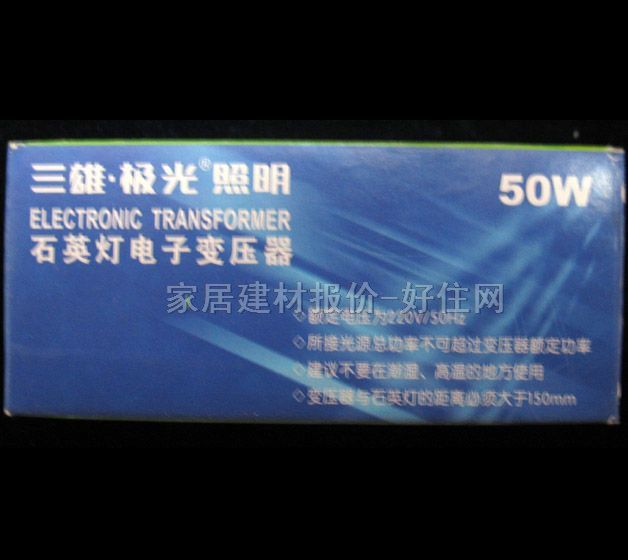 三雄·极光®照明
50W
ELECTRONIC TRANSFORMER
石英灯电子变压器
家居建材报价-好住网
◇额定电压为220V/50Hz
◇所接光源总功率不可超过变压器额定功率
◇建议不要在潮湿、高温的地方使用
◇变压器与石英灯的距离必须大于150mm